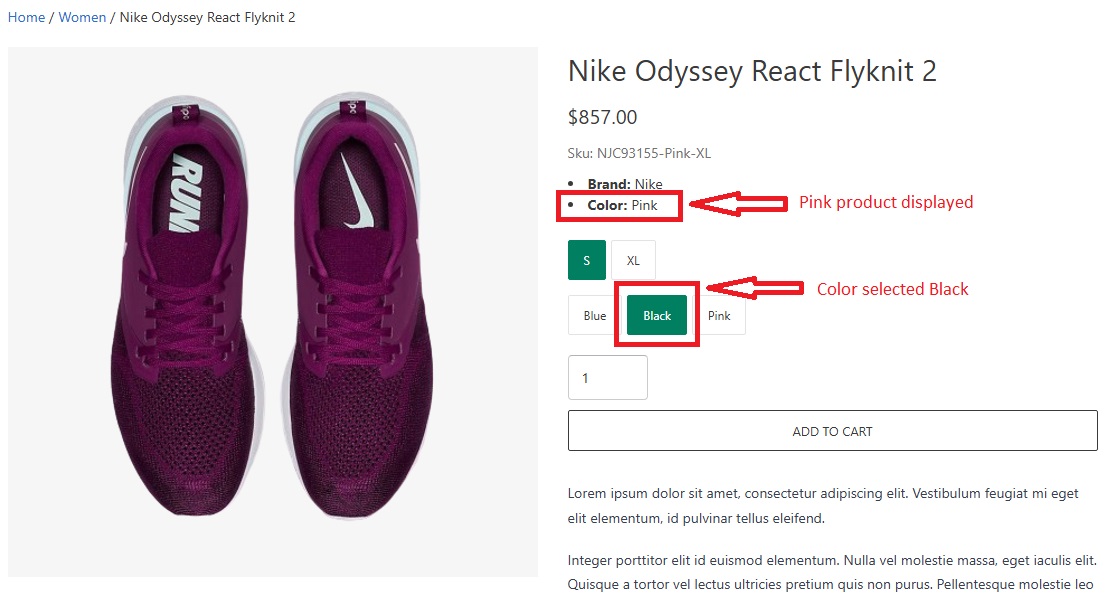 Home / Women / Nike Odyssey React Flyknit 2
RUNN
Nike Odyssey React Flyknit 2
$857.00
Sku: NJC93155-Pink-XL
• Brand: Nike
• Color: Pink
Pink product displayed
S XL
Color selected Black
Blue Black Pink
1
ADD TO CART
Lorem ipsum dolor sit amet, consectetur adipiscing elit. Vestibulum feugiat mi eget
elit elementum, id pulvinar tellus eleifend.
Integer porttitor elit id euismod elementum. Nulla vel molestie massa, eget iaculis elit.
Quisque a tortor vel lectus ultricies pretium quis non purus. Pellentesque molestie leo